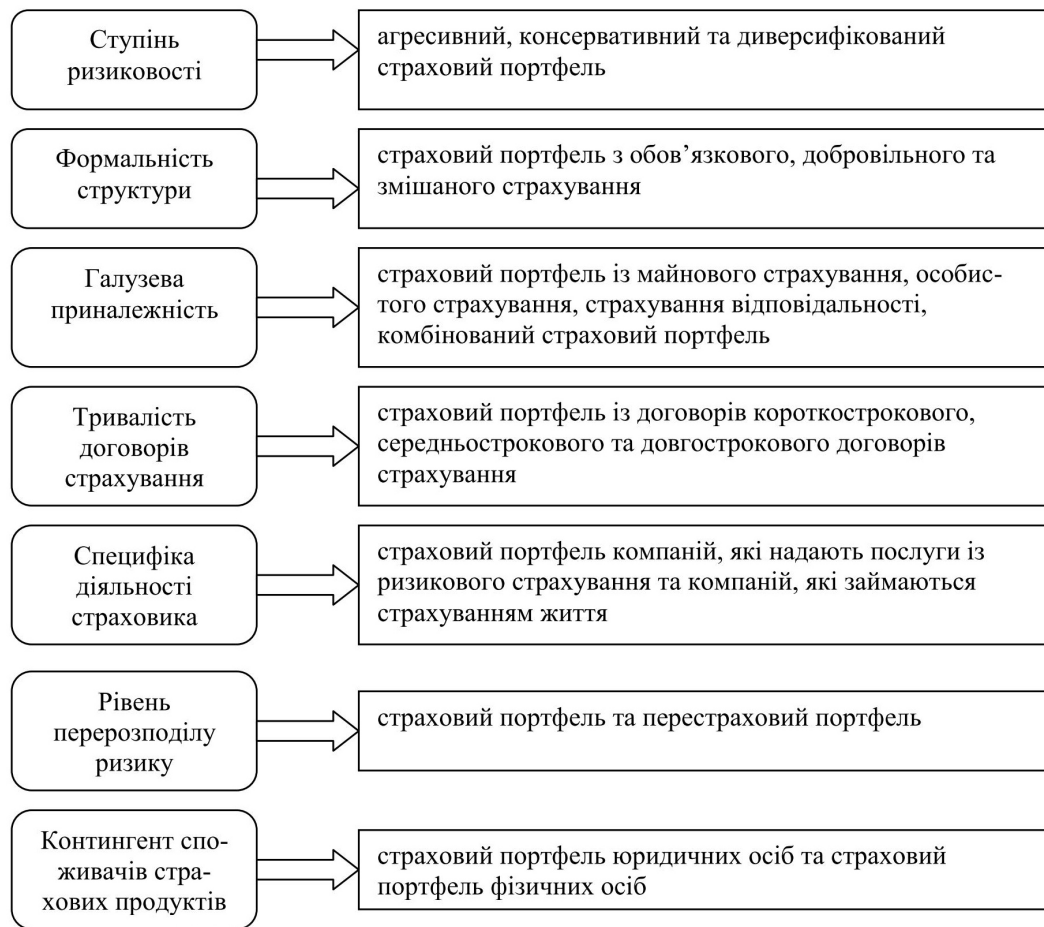 Ступінь
ризиковості
агресивний, консервативний та диверсифікований
страховий портфель
Формальність
структури
страховий портфель з обов’язкового, добровільного та
змішаного страхування
Галузева
приналежність
страховий портфель із майнового страхування, особис-
того страхування, страхування відповідальності,
комбінований страховий портфель
Тривалість
договорів
страхування
страховий портфель із договорів короткострокового,
середньострокового та довгострокового договорів
страхування
Специфіка
діяльності
страховика
страховий портфель компаній, які надають послуги із
ризикового страхування та компаній, які займаються
страхуванням життя
Рівень
перерозподілу
ризику
страховий портфель та перестраховий портфель
Контингент спо-
живачів стра-
хових продуктів
страховий портфель юридичних осіб та страховий
портфель фізичних осіб